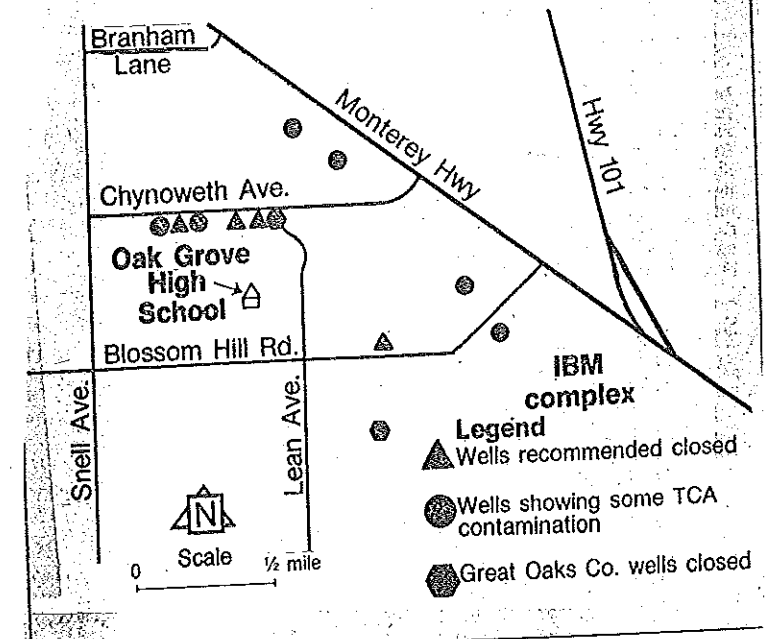 Branham
Lane
Monterey Hwy
Hwy 101
Chynoweth Ave.
Oak Grove
High
School
Blossom Hill Rd.
IBM
complex
Snell Ave.
Lean Ave.
Legend
Wells recommended closed
Wells showing some TCA
contamination
Great Oaks Co. wells closed
N
Scale
0
½ mile